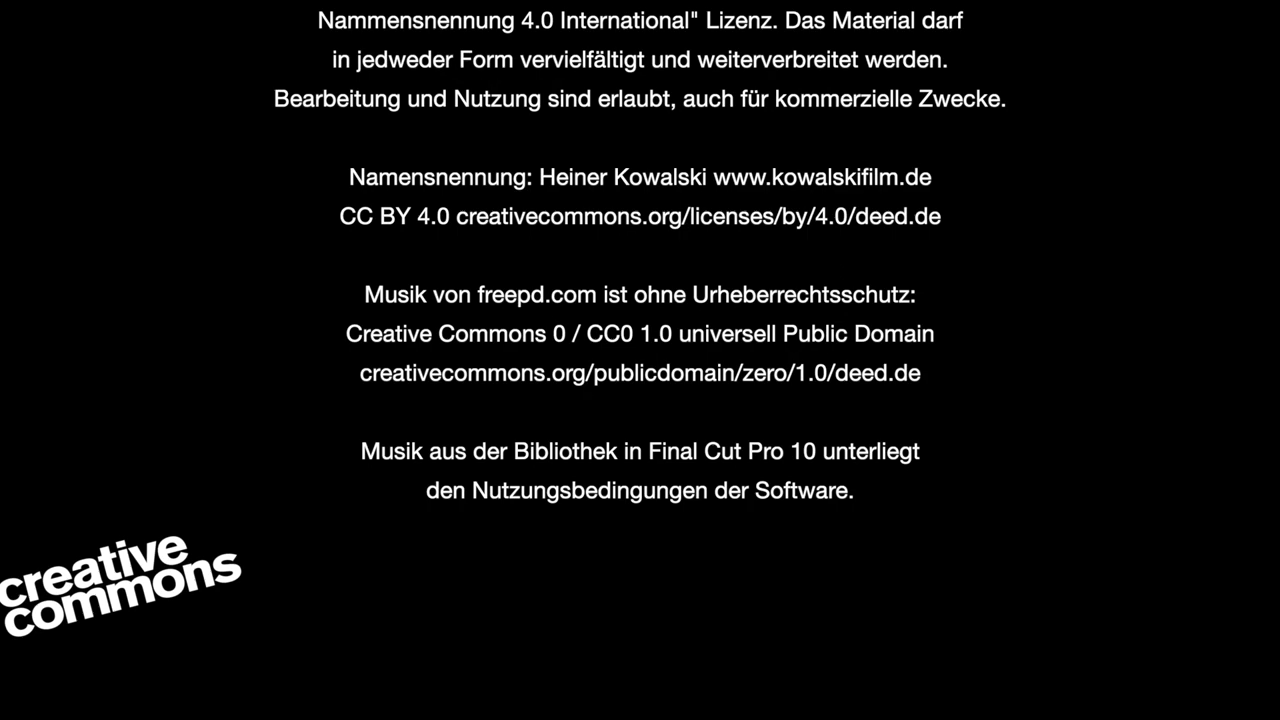 Nammensnennung 4.0 International" Lizenz. Das Material darf
in jedweder Form vervielfältigt und weiterverbreitet werden.
Bearbeitung und Nutzung sind erlaubt, auch für kommerzielle Zwecke.
Namensnennung: Heiner Kowalski www.kowalskifilm.de
CC BY 4.0 creativecommons.org/licenses/by/4.0/deed.de
Musik von freepd.com ist ohne Urheberrechtsschutz:
Creative Commons 0 / CC0 1.0 universell Public Domain
creativecommons.org/publicdomain/zero/1.0/deed.de
Musik aus der Bibliothek in Final Cut Pro 10 unterliegt
den Nutzungsbedingungen der Software.
creative
commons